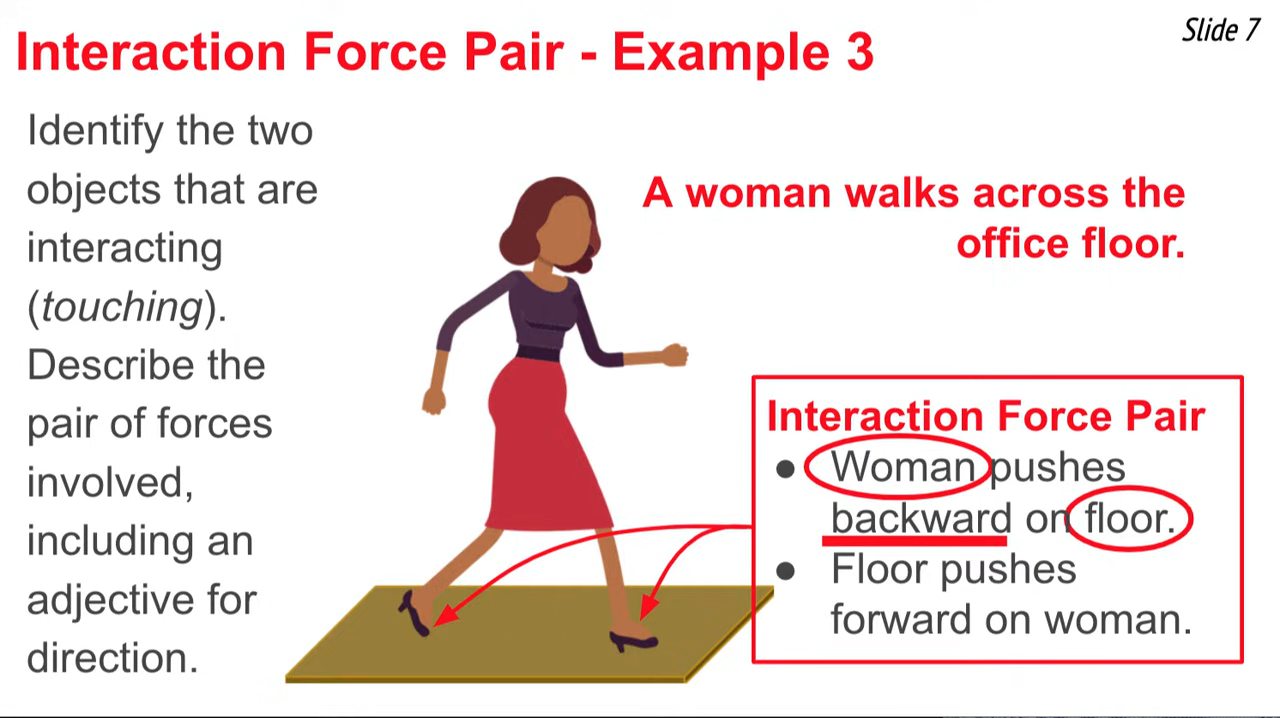 Slide 7
Interaction Force Pair - Example 3
Identify the two
objects that are
interacting
(touching).
Describe the
pair of forces
involved,
including an
adjective for
direction.
A woman walks across the
office floor.
Interaction Force Pair
● Woman pushes
backward on floor.
● Floor pushes
forward on woman.